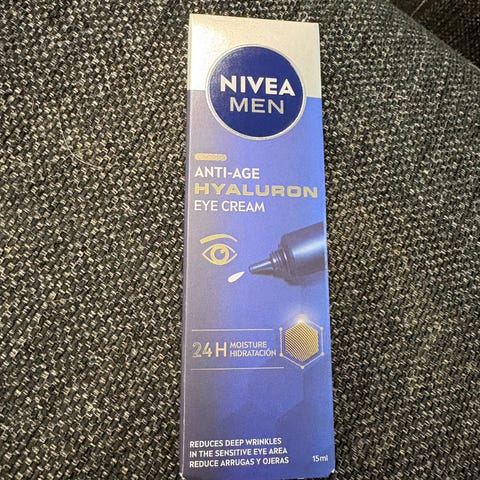 NIVEA
MEN
ANTI-AGE
HYALURON
EYE CREAM
24H MOISTURE
HIDRATACIÓN
REDUCES DEEP WRINKLES
IN THE SENSITIVE EYE AREA
REDUCE ARRUGAS Y OJERAS
15ml